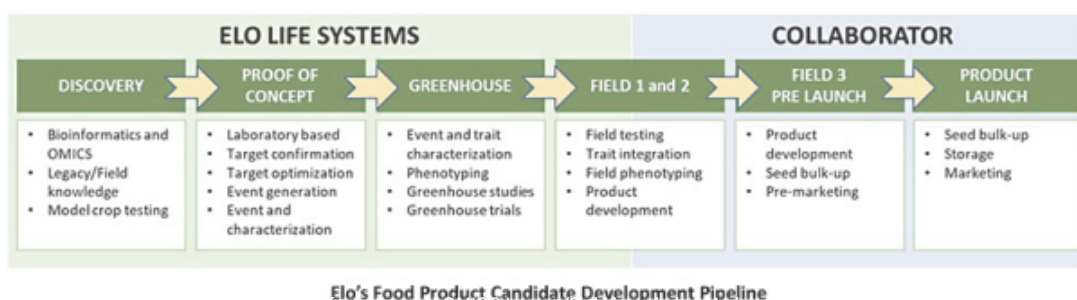 ELO LIFE SYSTEMS
COLLABORATOR
DISCOVERY
PROOF OF
CONCEPT
GREENHOUSE
FIELD 1 and 2
FIELD 3
PRE LAUNCH
PRODUCT
LAUNCH
• Bioinformatics and
OMICS
• Legacy/Field
knowledge
• Model crop testing
• Laboratory based
• Target confirmation
• Target optimization
• Event generation
• Event and
characterization
• Event and trait
characterization
• Phenotyping
• Greenhouse studies
• Greenhouse trials
• Field testing
• Trait integration
• Field phenotyping
• Product
development
• Product
development
• Seed bulk-up
• Pre-marketing
• Seed bulk-up
• Storage
• Marketing
Elo's Food Product Candidate Development Pipeline